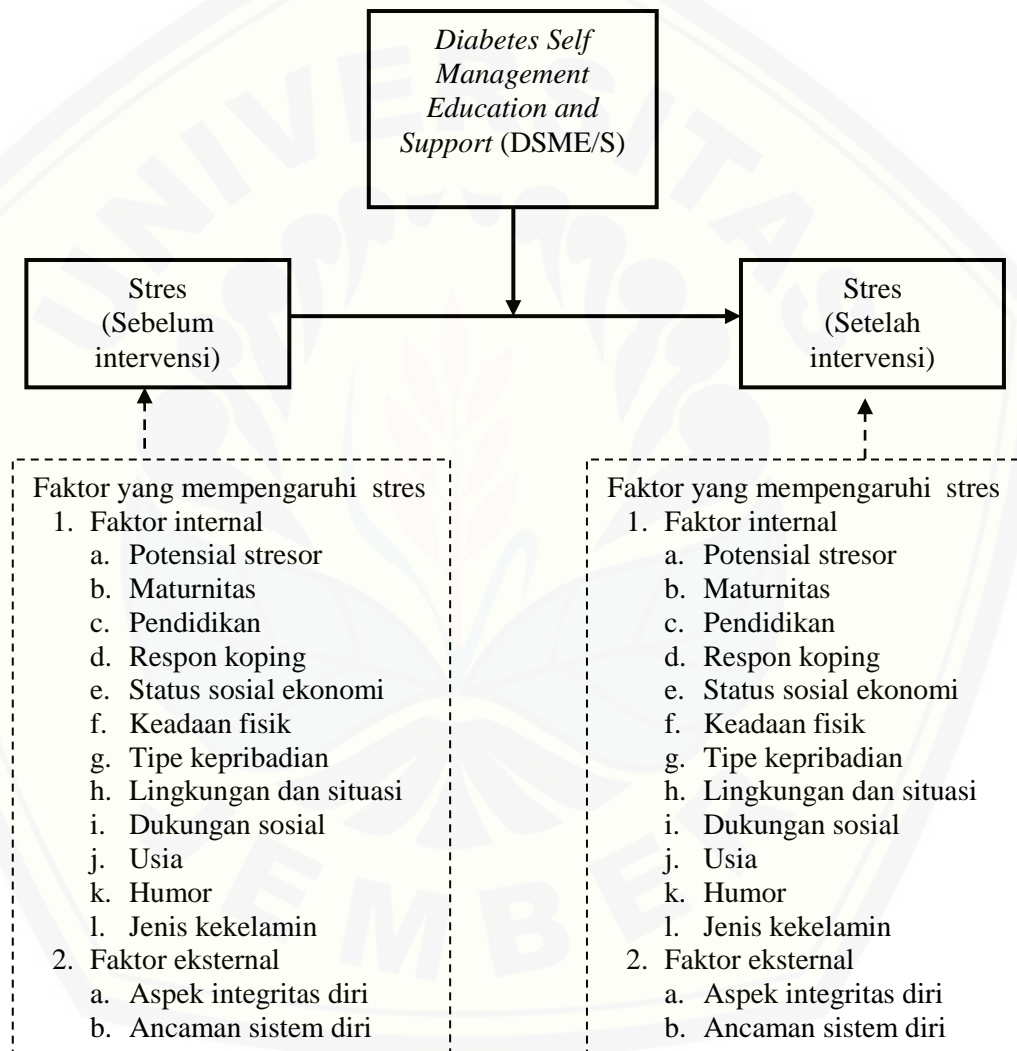 Diabetes Self
Management
Education and
Support (DSME/S)
Stres
(Sebelum
intervensi)
Stres
(Setelah
intervensi)
Faktor yang mempengaruhi stres
1. Faktor internal
a. Potensial stresor
b. Maturnitas
c. Pendidikan
d. Respon koping
e. Status sosial ekonomi
f. Keadaan fisik
g. Tipe kepribadian
h. Lingkungan dan situasi
i. Dukungan sosial
j. Usia
k. Humor
l. Jenis kekelamin
2. Faktor eksternal
a. Aspek integritas diri
b. Ancaman sistem diri
Faktor yang mempengaruhi stres
1. Faktor internal
a. Potensial stresor
b. Maturnitas
c. Pendidikan
d. Respon koping
e. Status sosial ekonomi
f. Keadaan fisik
g. Tipe kepribadian
h. Lingkungan dan situasi
i. Dukungan sosial
j. Usia
k. Humor
l. Jenis kekelamin
2. Faktor eksternal
a. Aspek integritas diri
b. Ancaman sistem diri
UNIVERSITAS
JEMBER